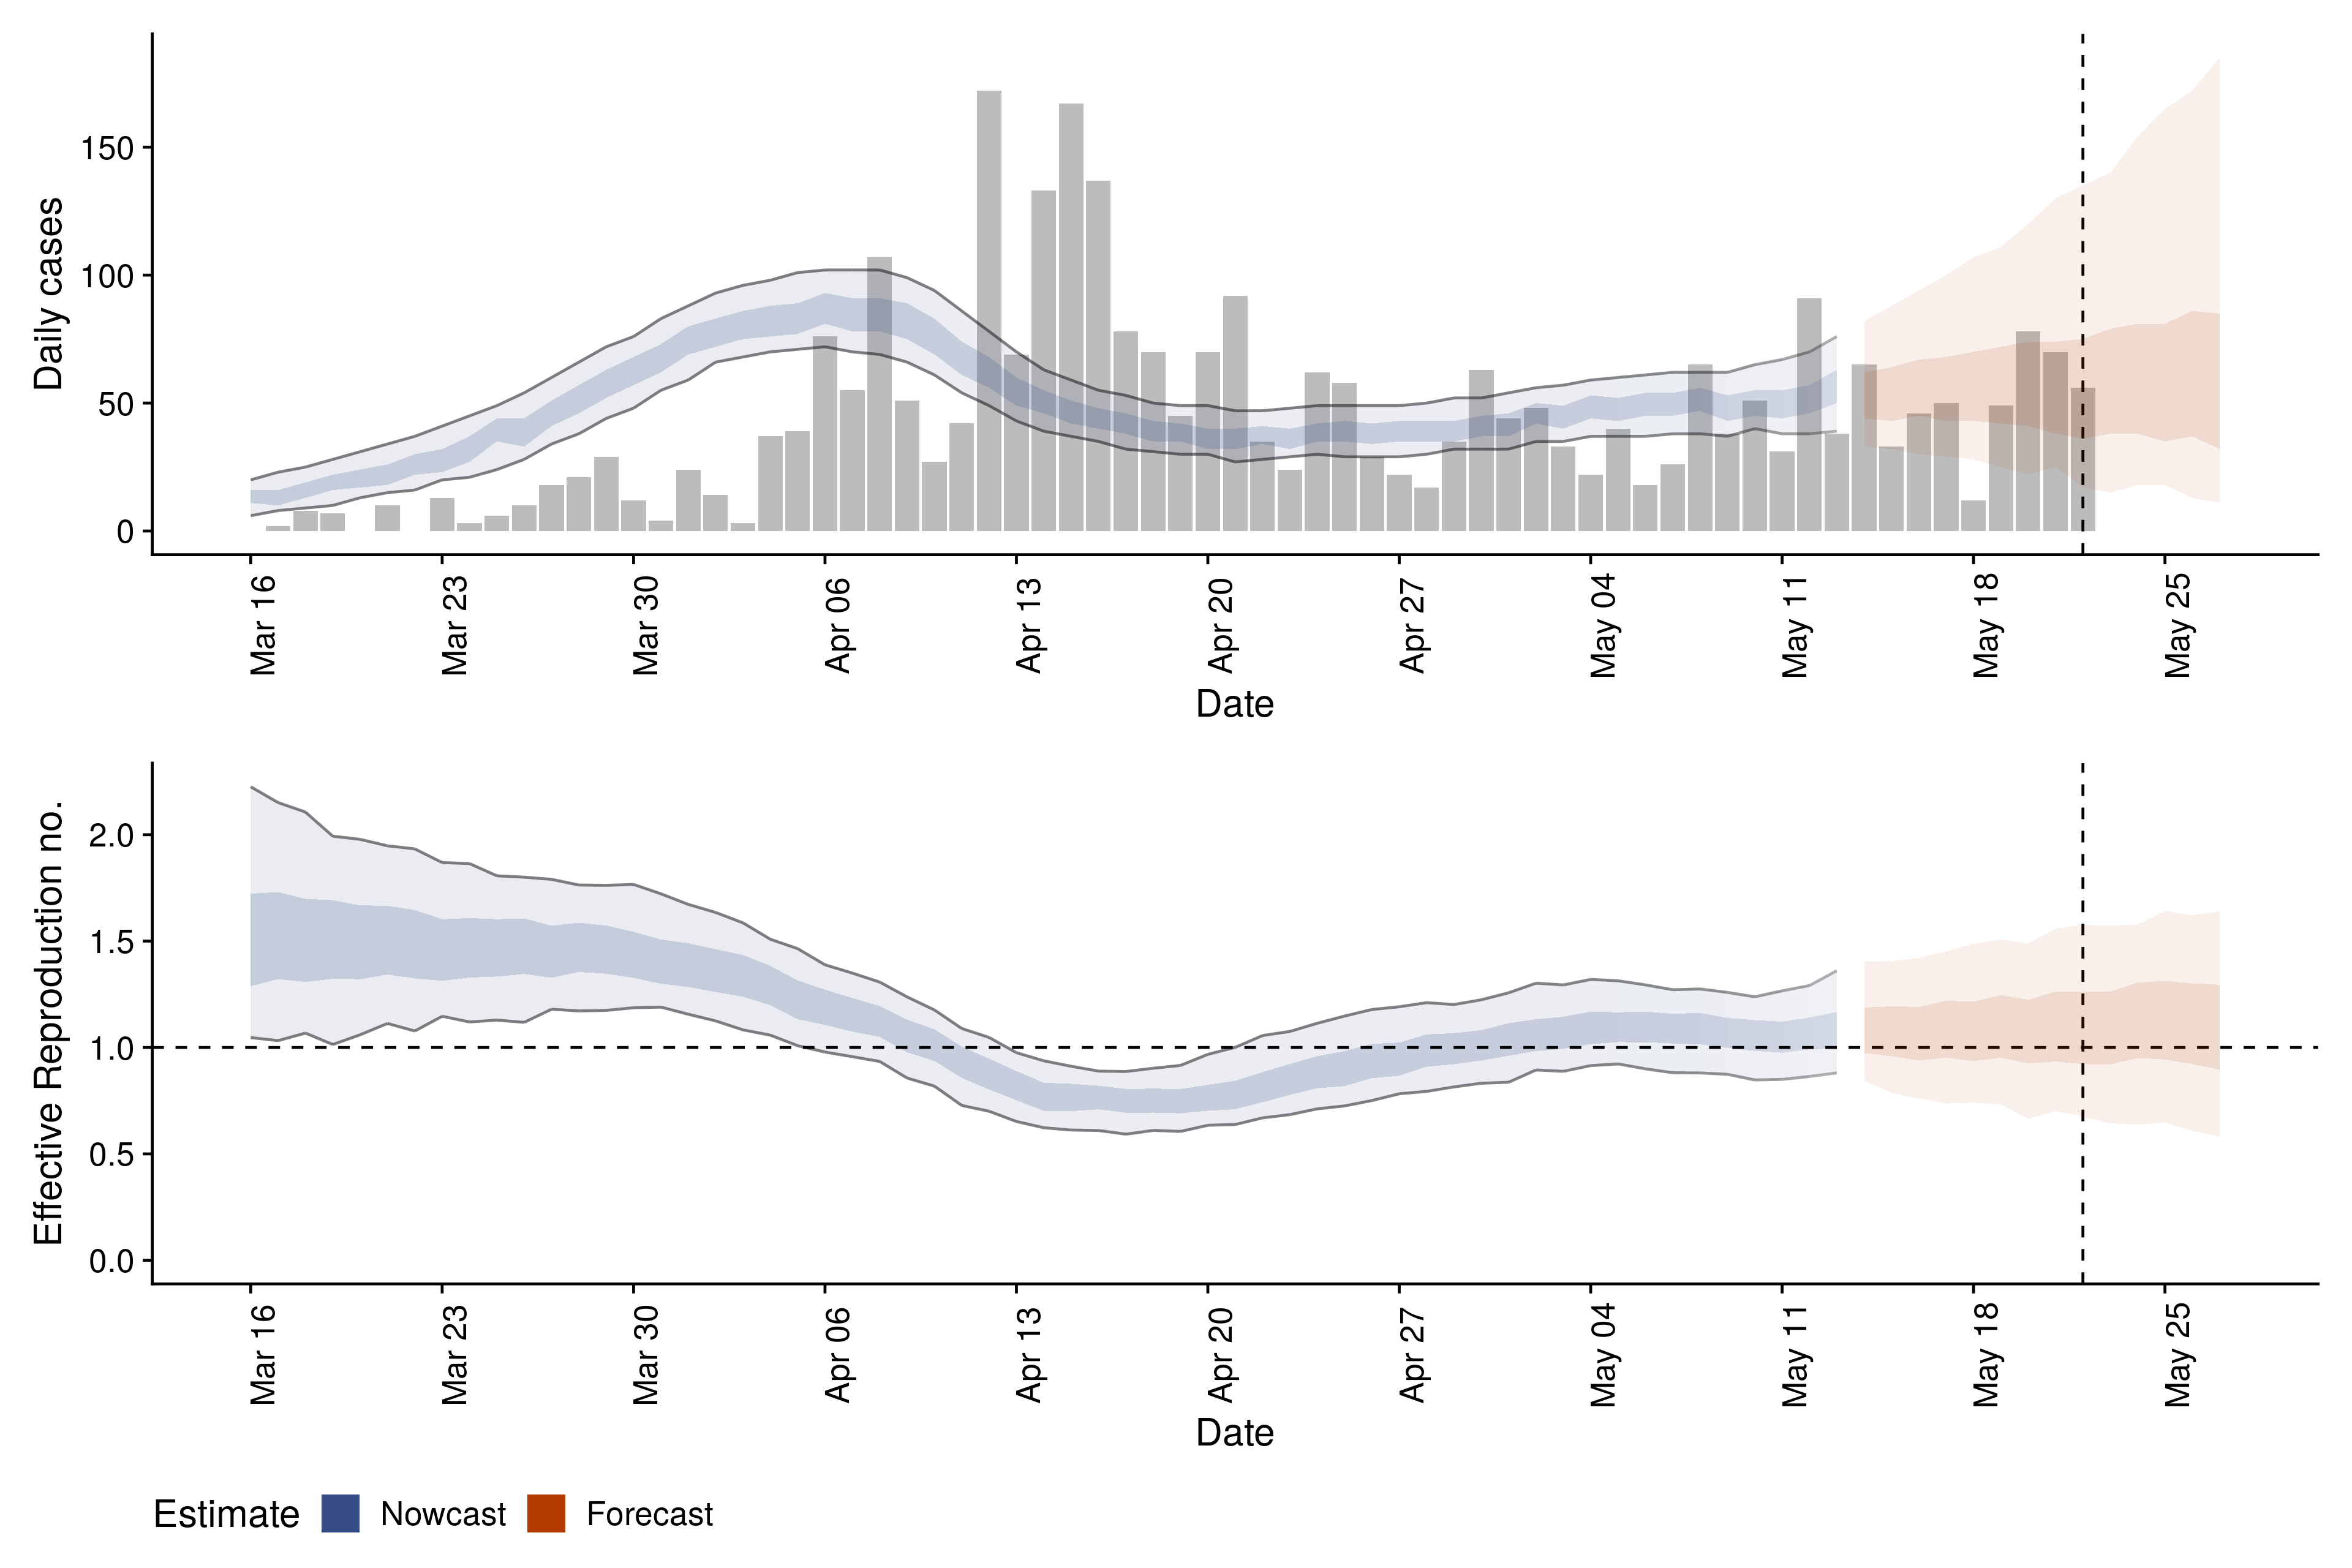 Daily cases
150
100
50
0
Mar 16
Mar 23
Mar 30
Apr 06
Apr 13
Apr 20
Apr 27
May 04
May 11
May 18
May 25
Date
Effective Reproduction no.
2.0
1.5
1.0
0.5
0.0
Mar 16
Mar 23
Mar 30
Apr 06
Apr 13
Apr 20
Apr 27
May 04
May 11
May 18
May 25
Date
Estimate Nowcast Forecast